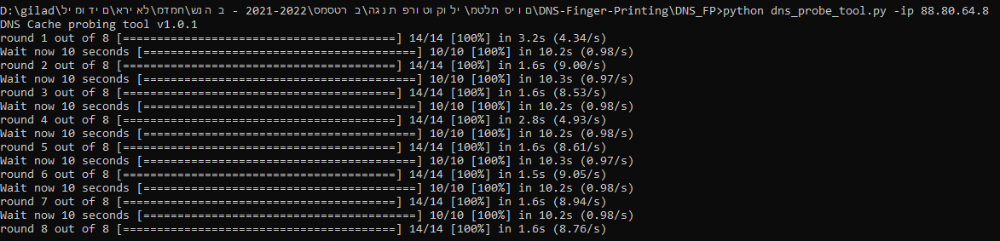 D:\gilad\לימודים\אריאל\מדמח\שנה ב - 2021-2022\סמסטר ב\הגנת פרוטוקולי\מטלת סיום\DNS-Finger-Printing\DNS_FP>python dns_probe_tool.py -ip 88.80.64.8
DNS Cache probing tool v1.0.1
round 1 out of 8 [========================================] 14/14 [100%] in 3.2s (4.34/s)
Wait now 10 seconds [========================================] 10/10 [100%] in 10.2s (0.98/s)
round 2 out of 8 [========================================] 14/14 [100%] in 1.6s (9.00/s)
Wait now 10 seconds [========================================] 10/10 [100%] in 10.3s (0.97/s)
round 3 out of 8 [========================================] 14/14 [100%] in 1.6s (8.53/s)
Wait now 10 seconds [========================================] 10/10 [100%] in 10.2s (0.98/s)
round 4 out of 8 [========================================] 14/14 [100%] in 2.8s (4.93/s)
Wait now 10 seconds [========================================] 10/10 [100%] in 10.2s (0.98/s)
round 5 out of 8 [========================================] 14/14 [100%] in 1.6s (8.61/s)
Wait now 10 seconds [========================================] 10/10 [100%] in 10.3s (0.97/s)
round 6 out of 8 [========================================] 14/14 [100%] in 1.5s (9.05/s)
Wait now 10 seconds [========================================] 10/10 [100%] in 10.2s (0.98/s)
round 7 out of 8 [========================================] 14/14 [100%] in 1.6s (8.94/s)
Wait now 10 seconds [========================================] 10/10 [100%] in 10.2s (0.98/s)
round 8 out of 8 [========================================] 14/14 [100%] in 1.6s (8.76/s)